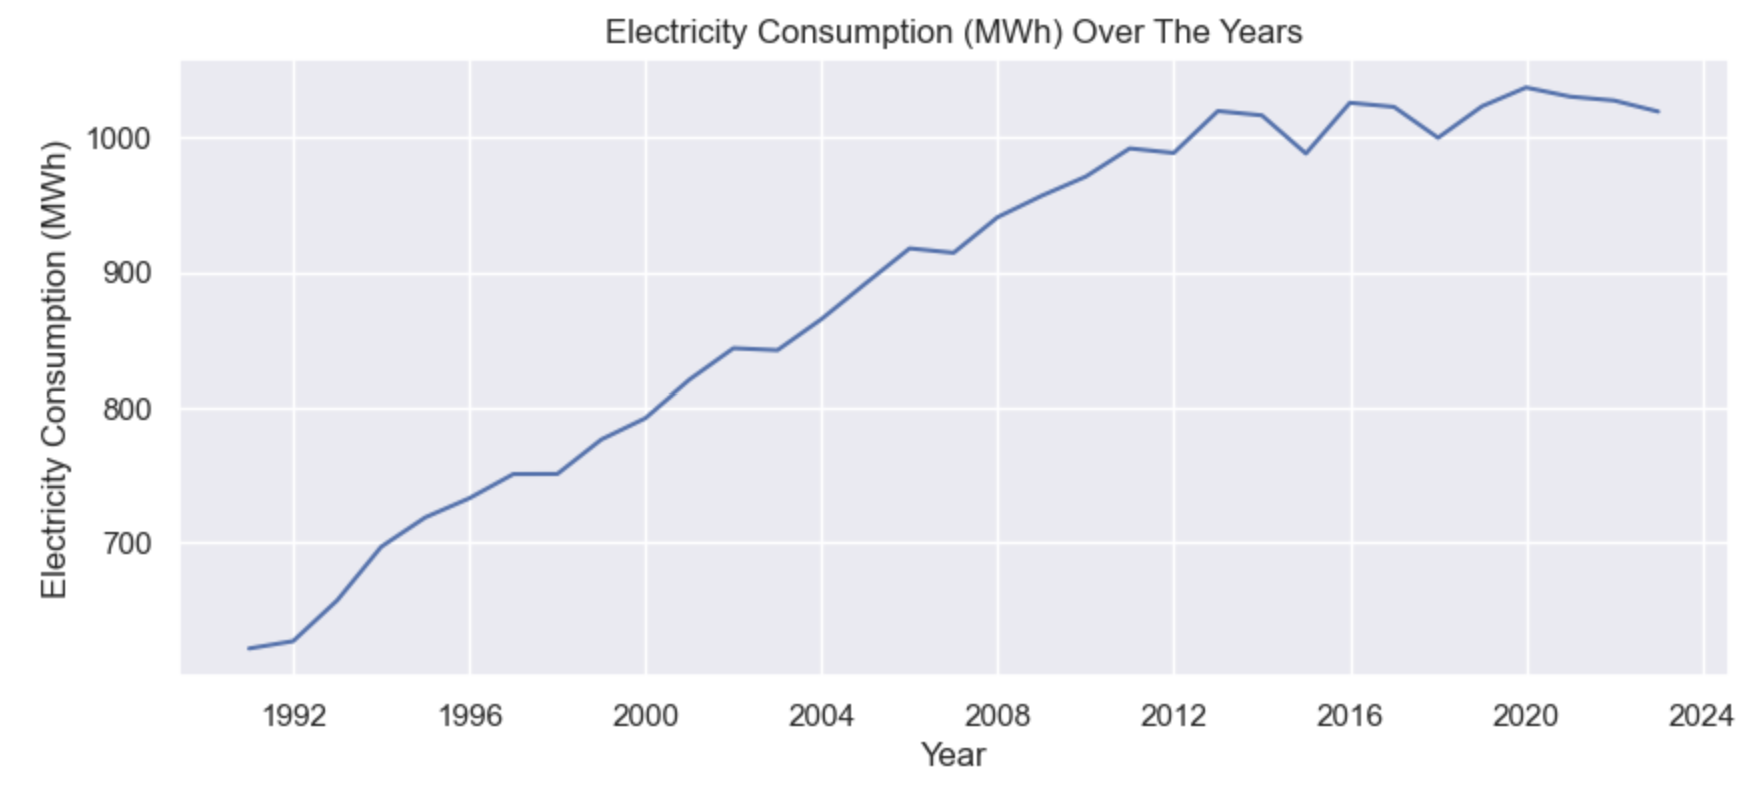 Electricity Consumption (MWh) Over The Years
Electricity Consumption (MWh)
1000
900
800
700
1992 1996 2000 2004 2008 2012 2016 2020 2024
Year